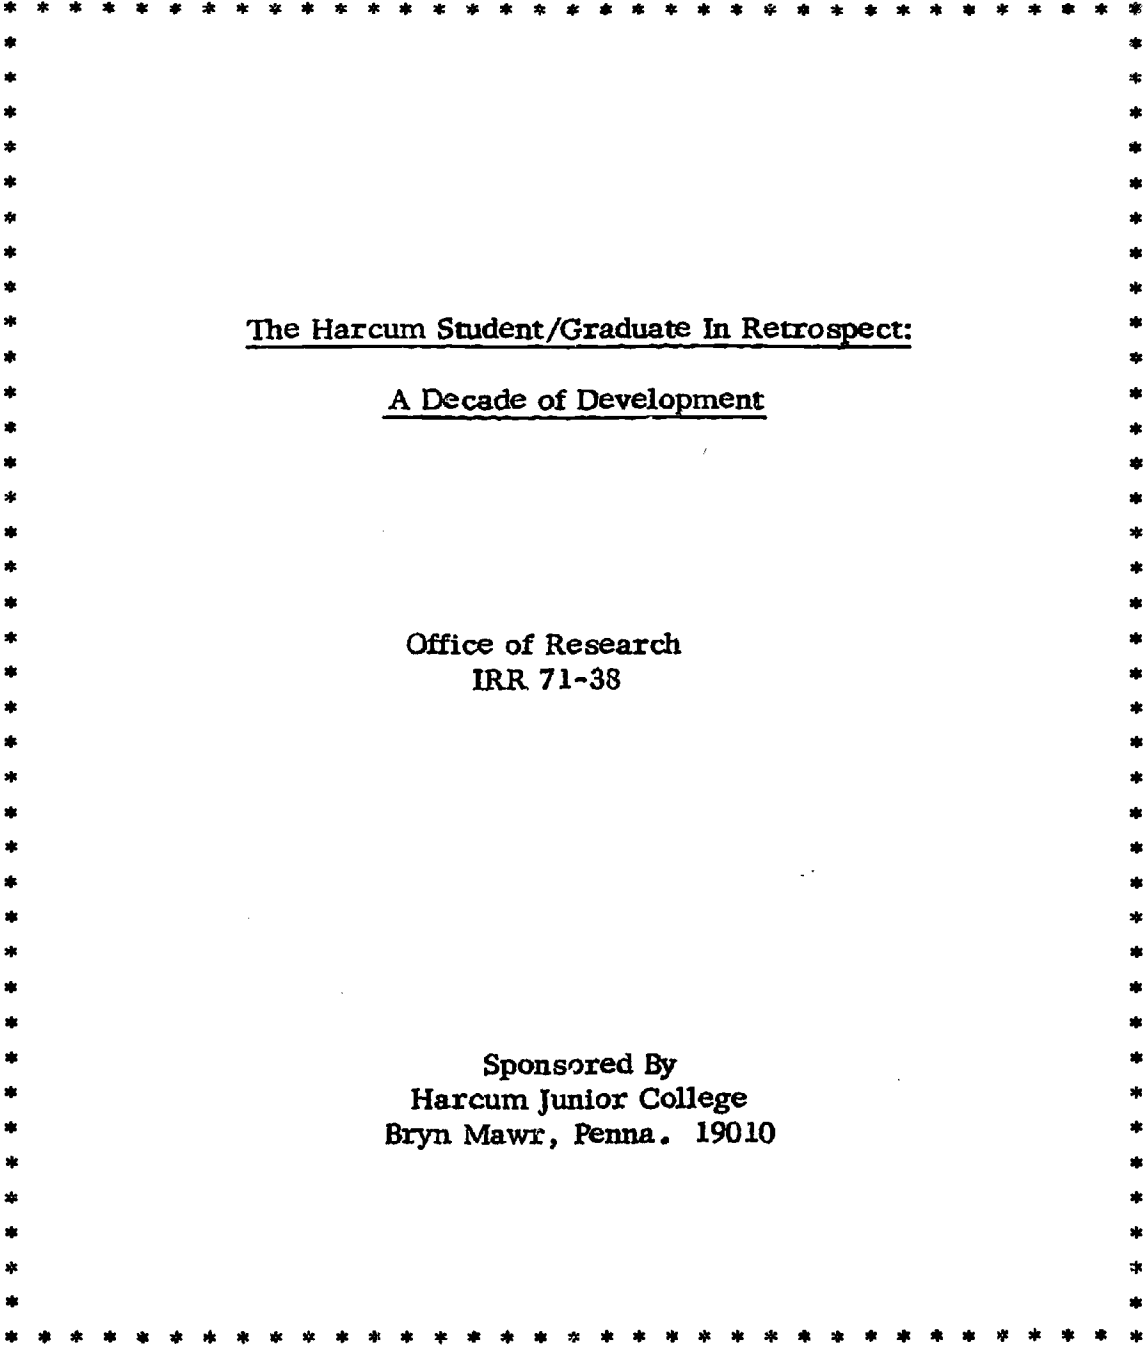 The Harcum Student/Graduate In Retrospect:
A Decade of Development
Office of Research
IRR 71-38
Sponsored By
Harcum Junior College
Bryn Mawr, Penna. 19010